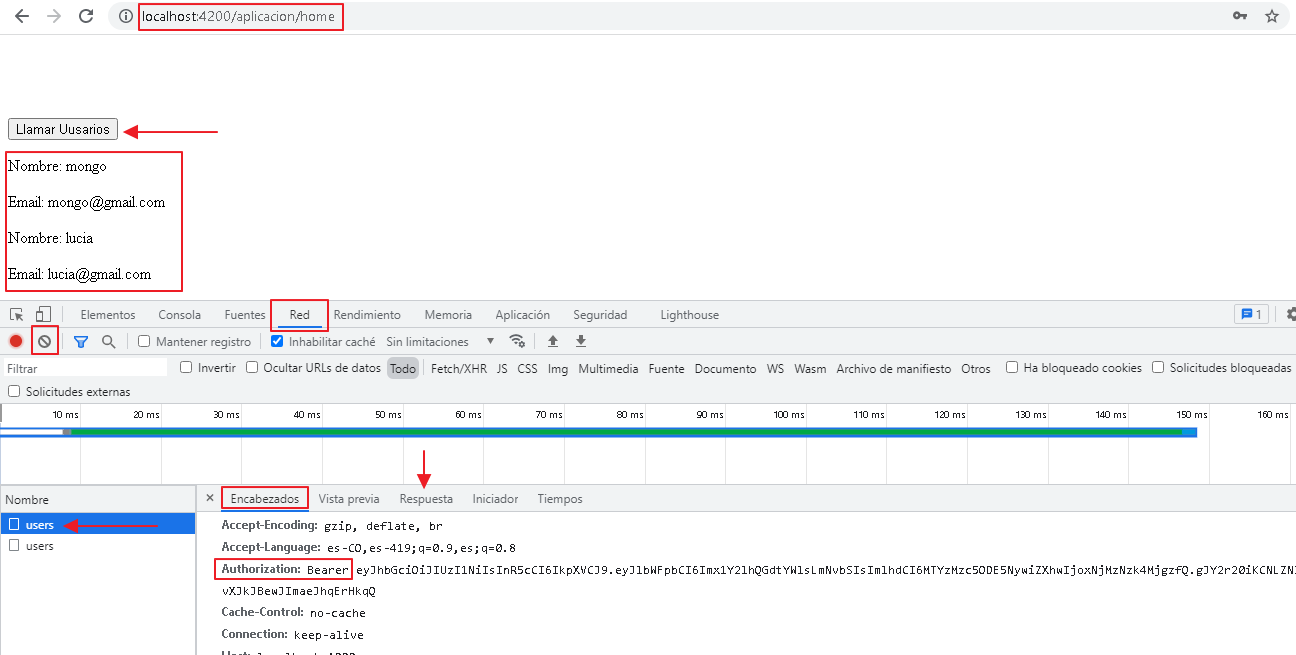 localhost:4200/aplicacion/home
Llamar Uusarios
Nombre: mongo
Email: mongo@gmail.com
Nombre: lucia
Email: lucia@gmail.com
Elementos Consola Fuentes Red Rendimiento Memoria Aplicación Seguridad Lighthouse 1
Mantener registro Inhabilitar caché Sin limitaciones
Filtrar Invertir Ocultar URLs de datos Todo Fetch/XHR JS CSS Img Multimedia Fuente Documento WS Wasm Archivo de manifiesto Otros Ha bloqueado cookies Solicitudes bloqueadas
Solicitudes externas
10 ms 20 ms 30 ms 40 ms 50 ms 60 ms 70 ms 80 ms 90 ms 100 ms 110 ms 120 ms 130 ms 140 ms 150 ms 160 ms
Nombre Encabezados Vista previa Respuesta Iniciador Tiempos
users
users
Accept-Encoding: gzip, deflate, br
Accept-Language: es-CO,es-419;q=0.9,es;q=0.8
Authorization: Bearer eyJhbGciOiJIUzI1NiIsInR5cCI6IkpXVCJ9.eyJlbWFpbCI6Imx1Y2lhQGdtYWlsLmNvbSIsImlhdCI6MTYzMzc5ODE5NywiZXhwIjoxNjMzNzk4MjgzfQ.gJY2r20iKCNLZN
vXJkJBewJImaeJhqErHkqQ
Cache-Control: no-cache
Connection: keep-alive